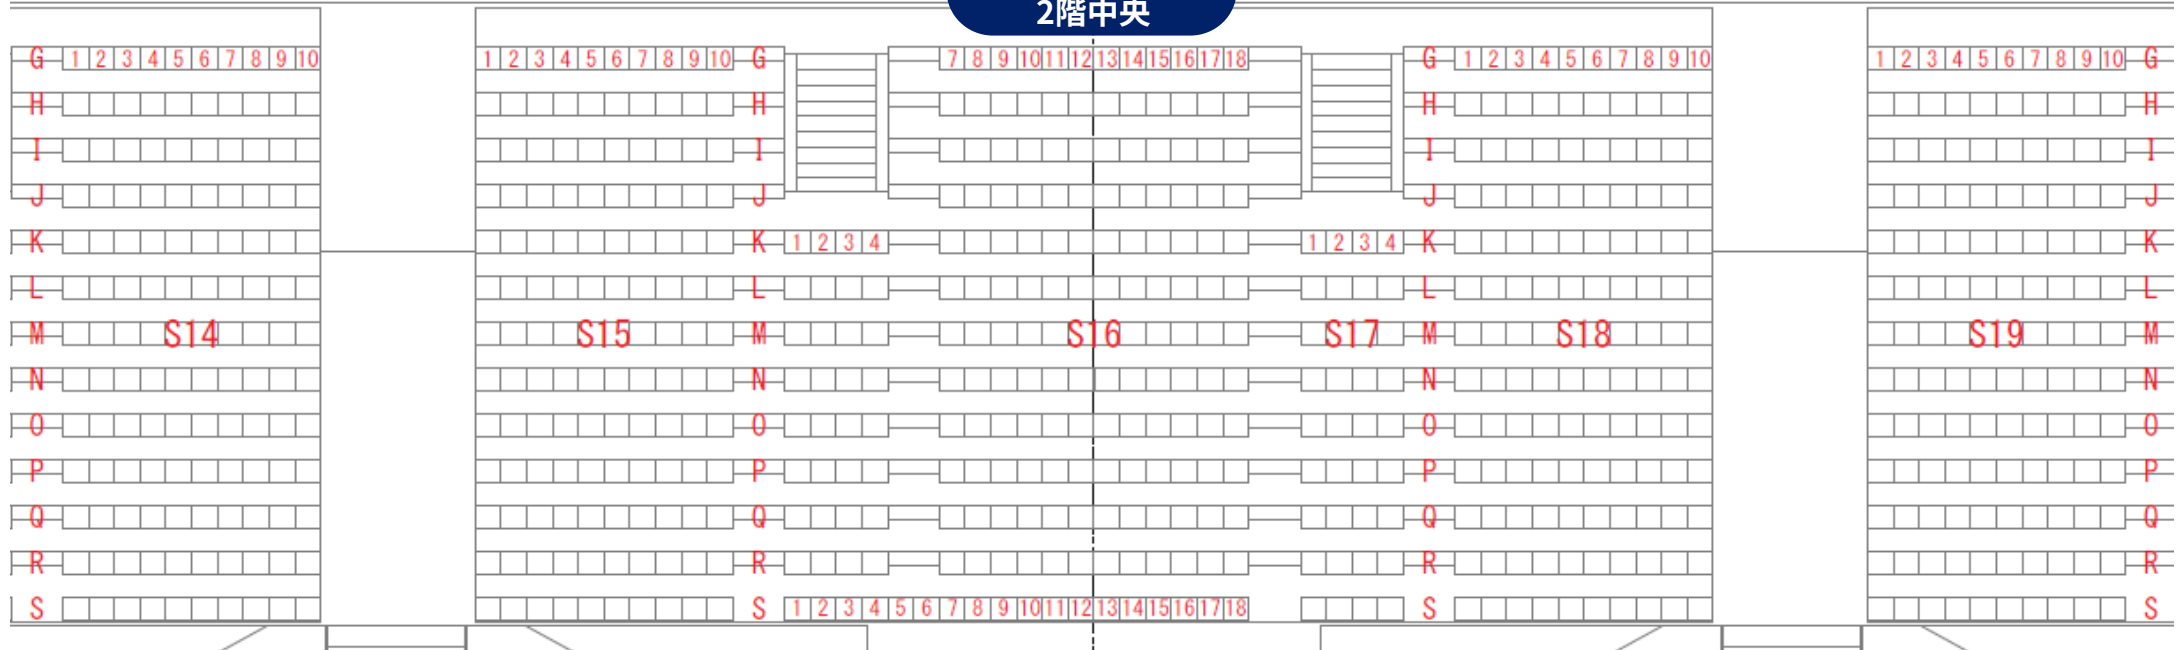 2階中央
G 1 2 3 4 5 6 7 8 9 10 1 2 3 4 5 6 7 8 9 10 G 7 8 9 10 11 12 13 14 15 16 17 18 G 1 2 3 4 5 6 7 8 9 10 1 2 3 4 5 6 7 8 9 10 G
H H H H
I I I I
J J J J
K K 1 2 3 4 1 2 3 4 K K
L L L L
M S14 S15 M S16 S17 M S18 S19 M
N N N N
O O O O
P P P P
Q Q Q Q
R R R R
S S 1 2 3 4 5 6 7 8 9 10 11 12 13 14 15 16 17 18 S S